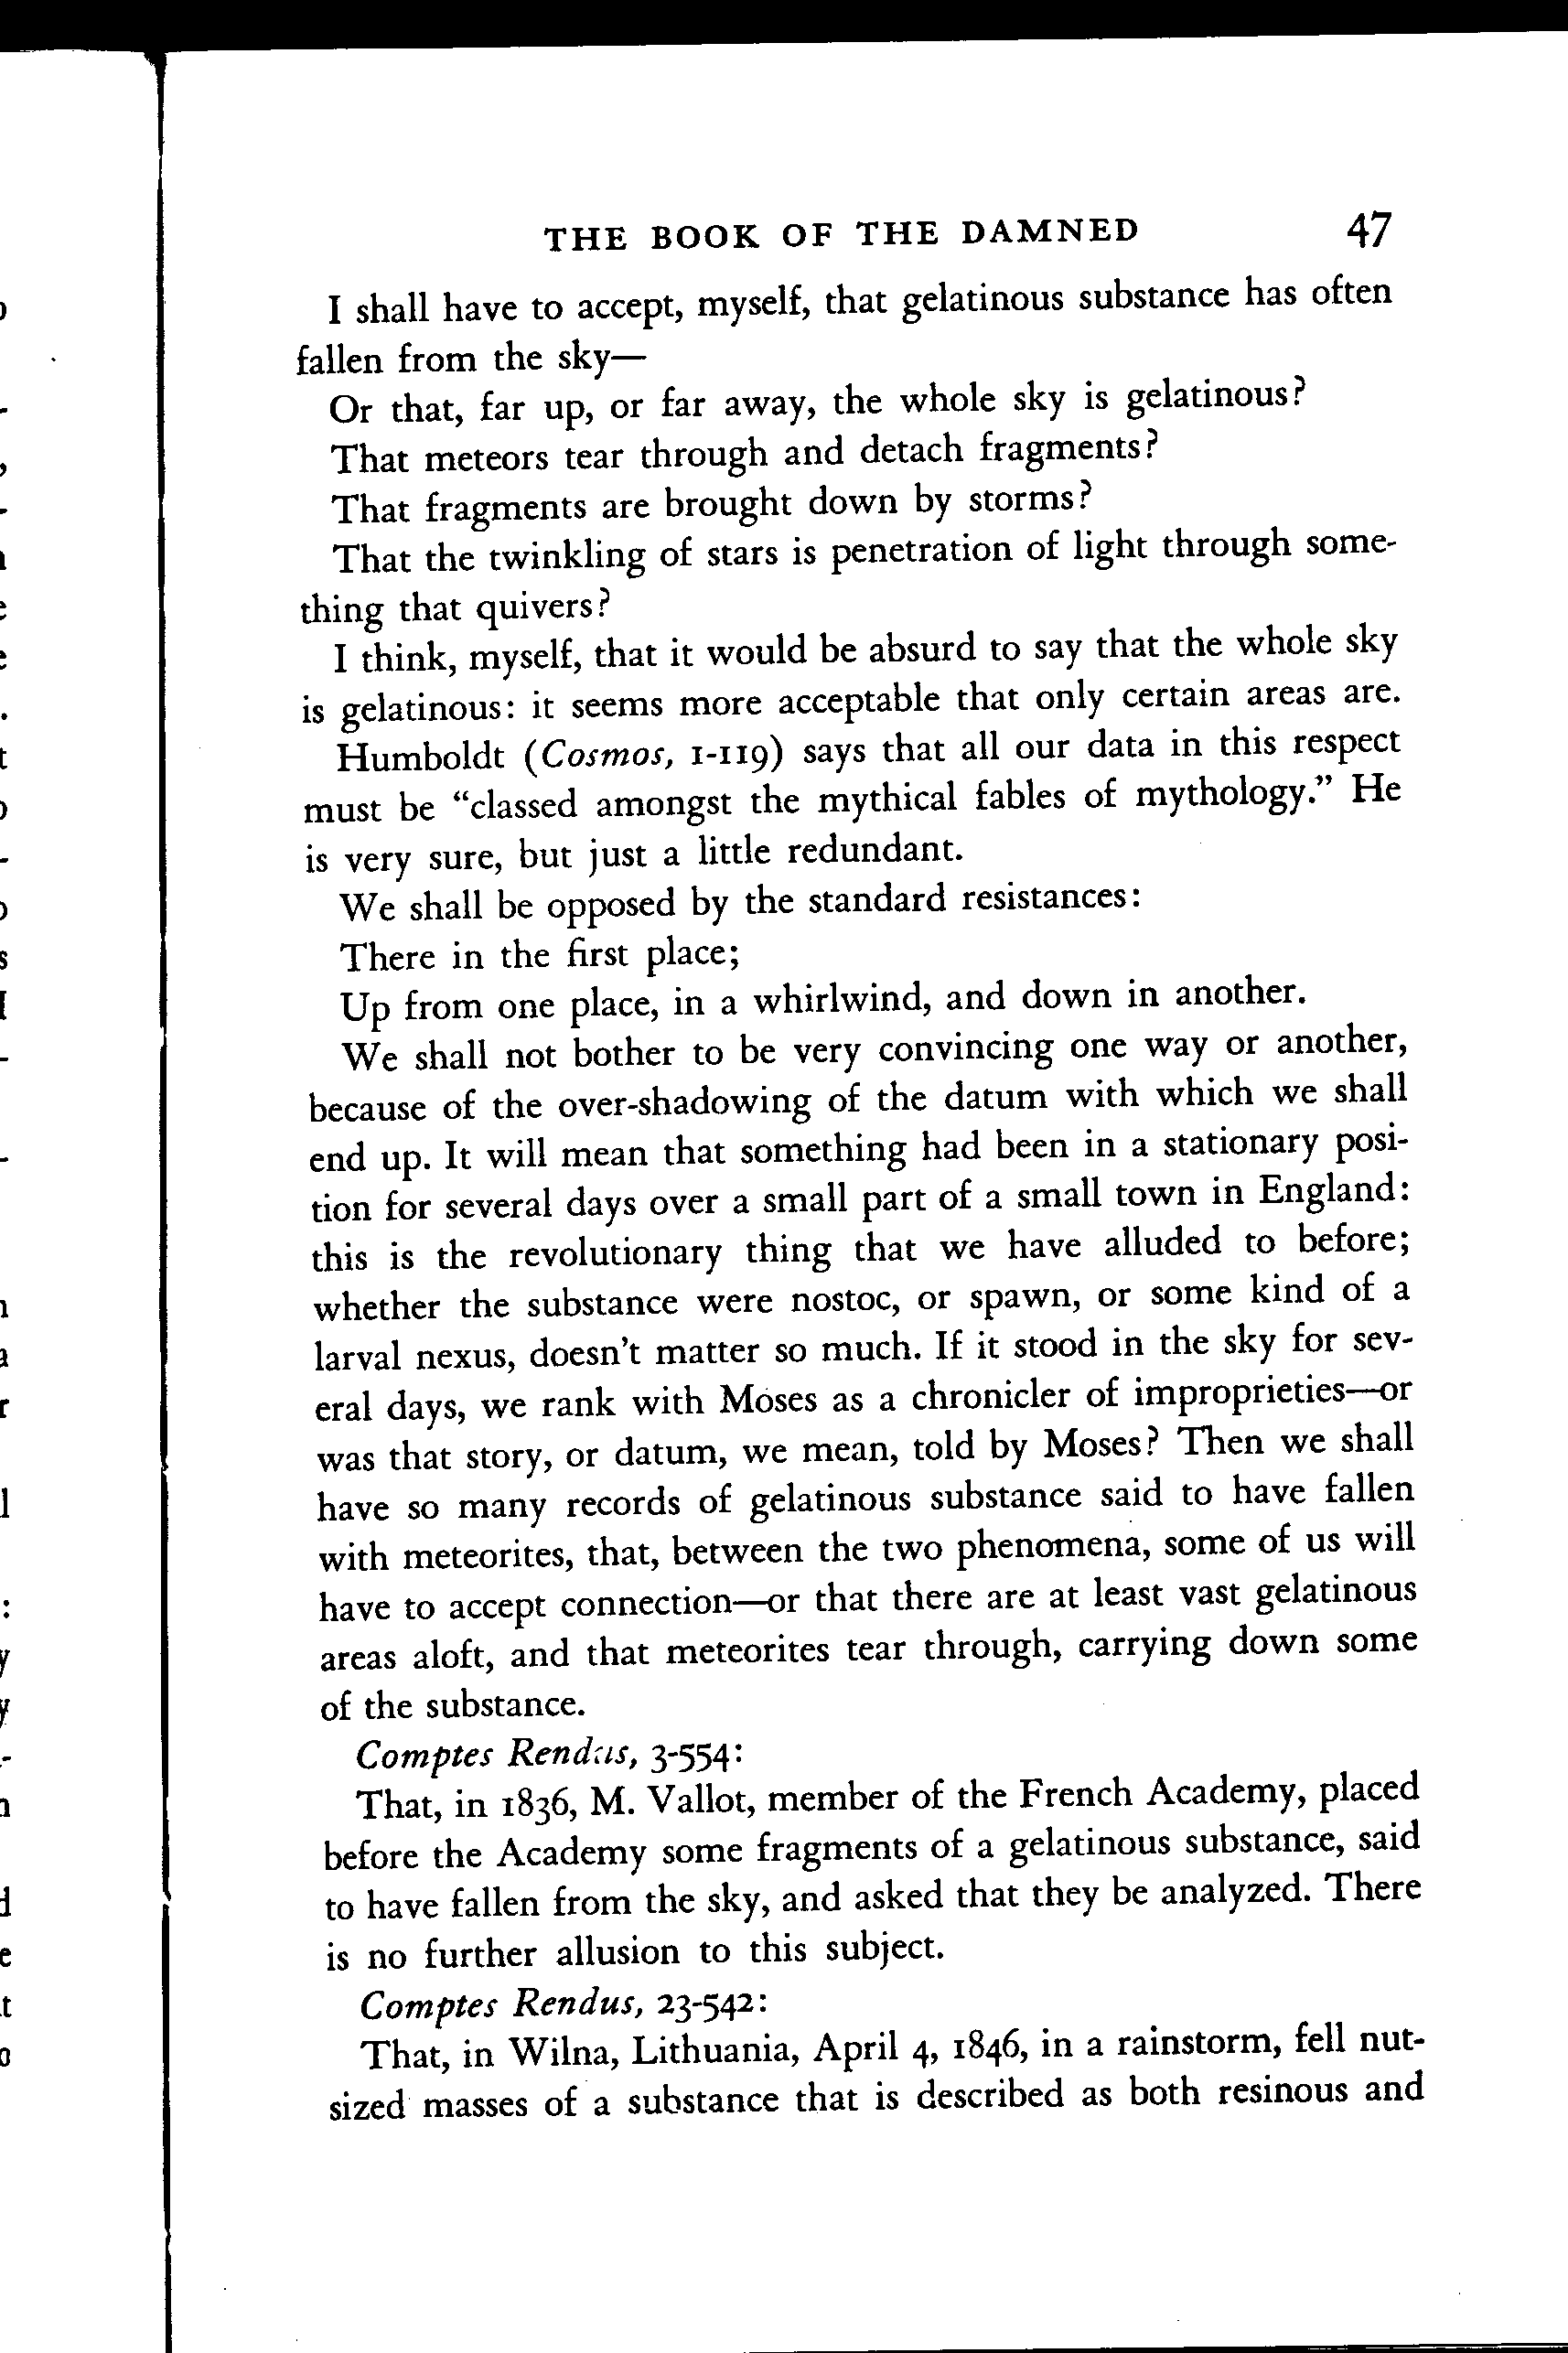 THE BOOK OF THE DAMNED 47
I shall have to accept, myself, that gelatinous substance has often
fallen from the sky—
Or that, far up, or far away, the whole sky is gelatinous?
That meteors tear through and detach fragments?
That fragments are brought down by storms?
That the twinkling of stars is penetration of light through some-
thing that quivers?
I think, myself, that it would be absurd to say that the whole sky
is gelatinous: it seems more acceptable that only certain areas are.
Humboldt (Cosmos, 1-119) says that all our data in this respect
must be “classed amongst the mythical fables of mythology.” He
is very sure, but just a little redundant.
We shall be opposed by the standard resistances:
There in the first place;
Up from one place, in a whirlwind, and down in another.
We shall not bother to be very convincing one way or another,
because of the over-shadowing of the datum with which we shall
end up. It will mean that something had been in a stationary posi-
tion for several days over a small part of a small town in England:
this is the revolutionary thing that we have alluded to before;
whether the substance were nostoc, or spawn, or some kind of a
larval nexus, doesn’t matter so much. If it stood in the sky for sev-
eral days, we rank with Moses as a chronicler of improprieties—or
was that story, or datum, we mean, told by Moses? Then we shall
have so many records of gelatinous substance said to have fallen
with meteorites, that, between the two phenomena, some of us will
have to accept connection—or that there are at least vast gelatinous
areas aloft, and that meteorites tear through, carrying down some
of the substance.
Comptes Rendus, 3-554:
That, in 1836, M. Vallot, member of the French Academy, placed
before the Academy some fragments of a gelatinous substance, said
to have fallen from the sky, and asked that they be analyzed. There
is no further allusion to this subject.
Comptes Rendus, 23-542:
That, in Wilna, Lithuania, April 4, 1846, in a rainstorm, fell nut-
sized masses of a substance that is described as both resinous and